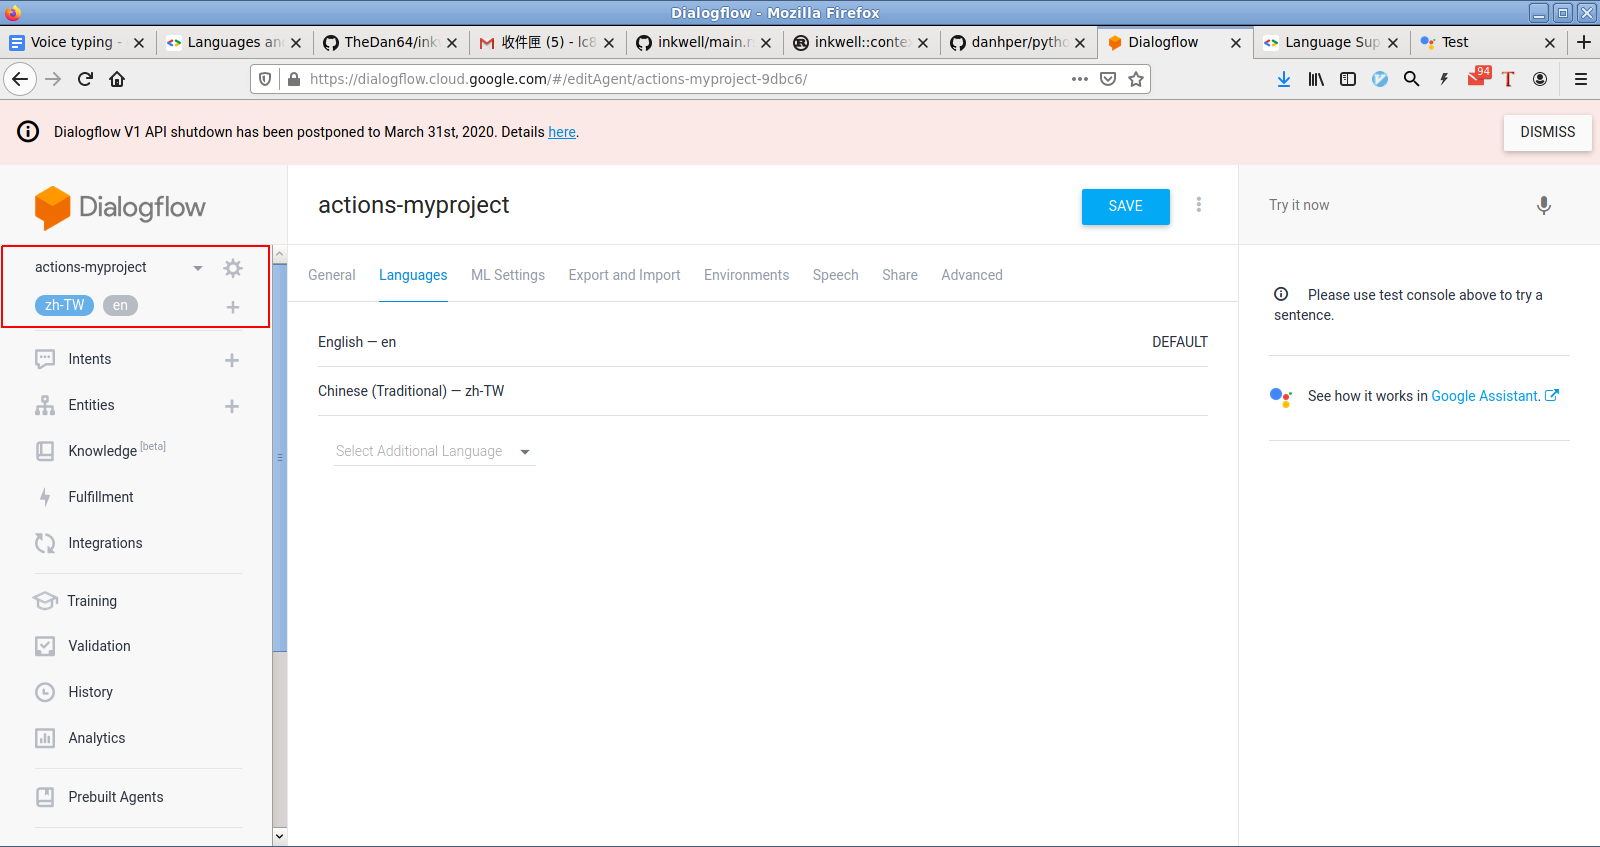 Dialogflow - Mozilla Firefox
Voice typing -
Languages an
TheDan64/ink
收件匣 (5) - lc8
inkwell/main.r
inkwell::conte
danhper/pytho
Dialogflow
Language Sup
Test
https://dialogflow.cloud.google.com/#/editAgent/actions-myproject-9dbc6/
94
T
Dialogflow V1 API shutdown has been postponed to March 31st, 2020. Details here.
DISMISS
Dialogflow
actions-myproject
SAVE
Try it now
actions-myproject
zh-TW en
General Languages ML Settings Export and Import Environments Speech Share Advanced
English — en DEFAULT
Chinese (Traditional) — zh-TW
Select Additional Language
Please use test console above to try a
sentence.
See how it works in Google Assistant.
Intents
Entities
Knowledge [beta]
Fulfillment
Integrations
Training
Validation
History
Analytics
Prebuilt Agents